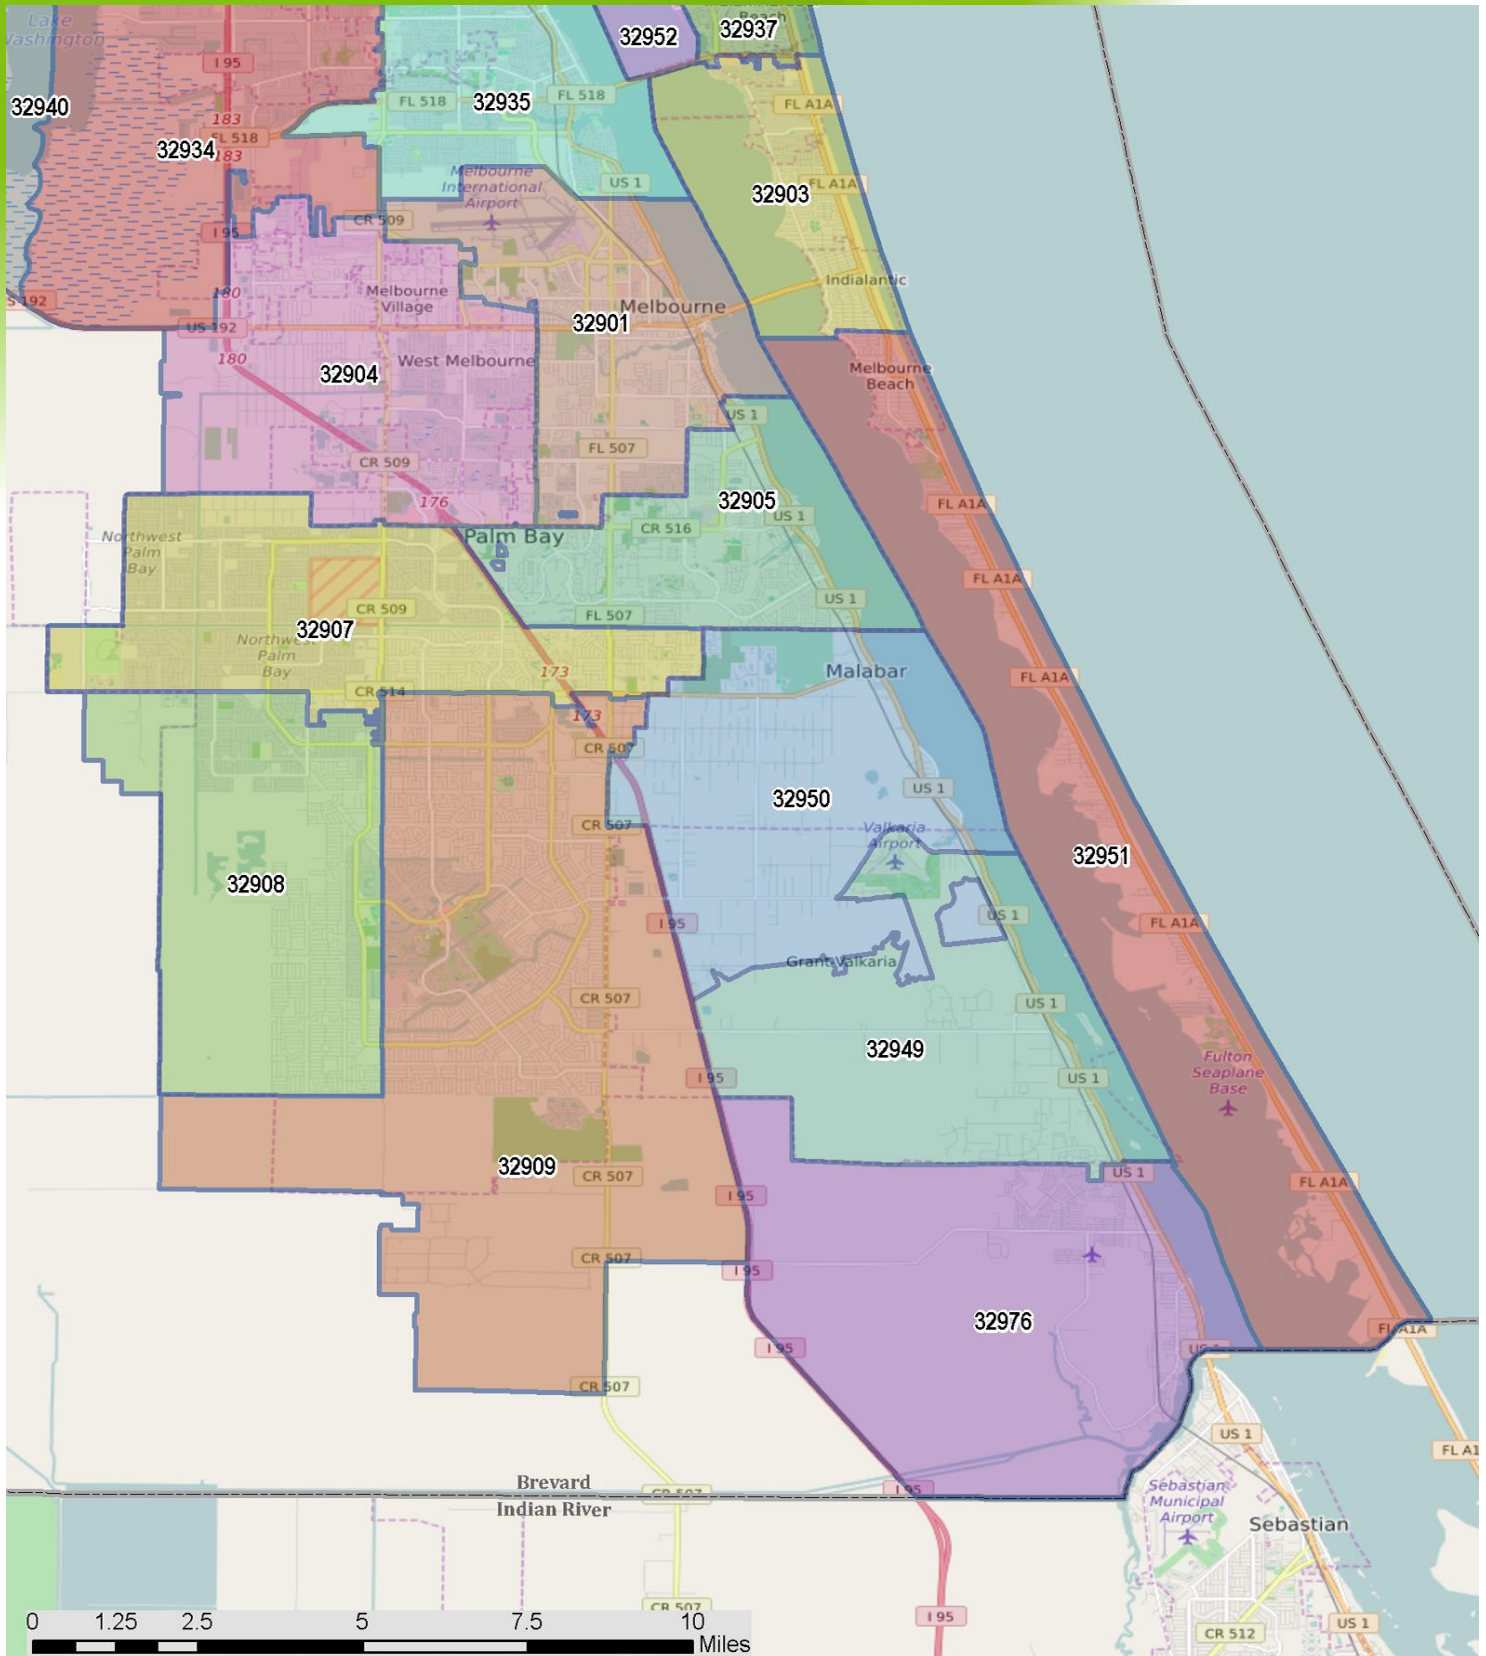 Lake
Washington
I 95
32952
32937
Beach
32940
183
FL 518
183
32934
FL 518
32935
FL 518
FL A1A
Melbourne
International
Airport
US 1
32903
FL A1A
CR 509
I 95
180
US 192
180
Melbourne
Village
Indialantic
Melbourne
32901
32904
West Melbourne
Melbourne
Beach
US 1
FL 507
CR 509
176
32905
US 1
CR 516
FL A1A
Palm Bay
Northwest
Palm
Bay
FL A1A
US 1
CR 509
FL 507
32907
Northwest
Palm
Bay
173
Malabar
FL A1A
CR 514
173
CR 507
32950
US 1
CR 507
Valkaria
Airport
32951
32908
US 1
FL A1A
I 95
Grant-Valkaria
CR 507
US 1
32949
Fulton
Seaplane
Base
I 95
US 1
32909
CR 507
US 1
I 95
FL A1A
CR 507
I 95
32976
FL A1A
I 95
US 1
CR 507
US 1
FL A1
Brevard
Indian River
CR 507
I 95
Sebastian
Municipal
Airport
Sebastian
CR 507
I 95
US 1
CR 512
0 1.25 2.5 5 7.5 10
Miles